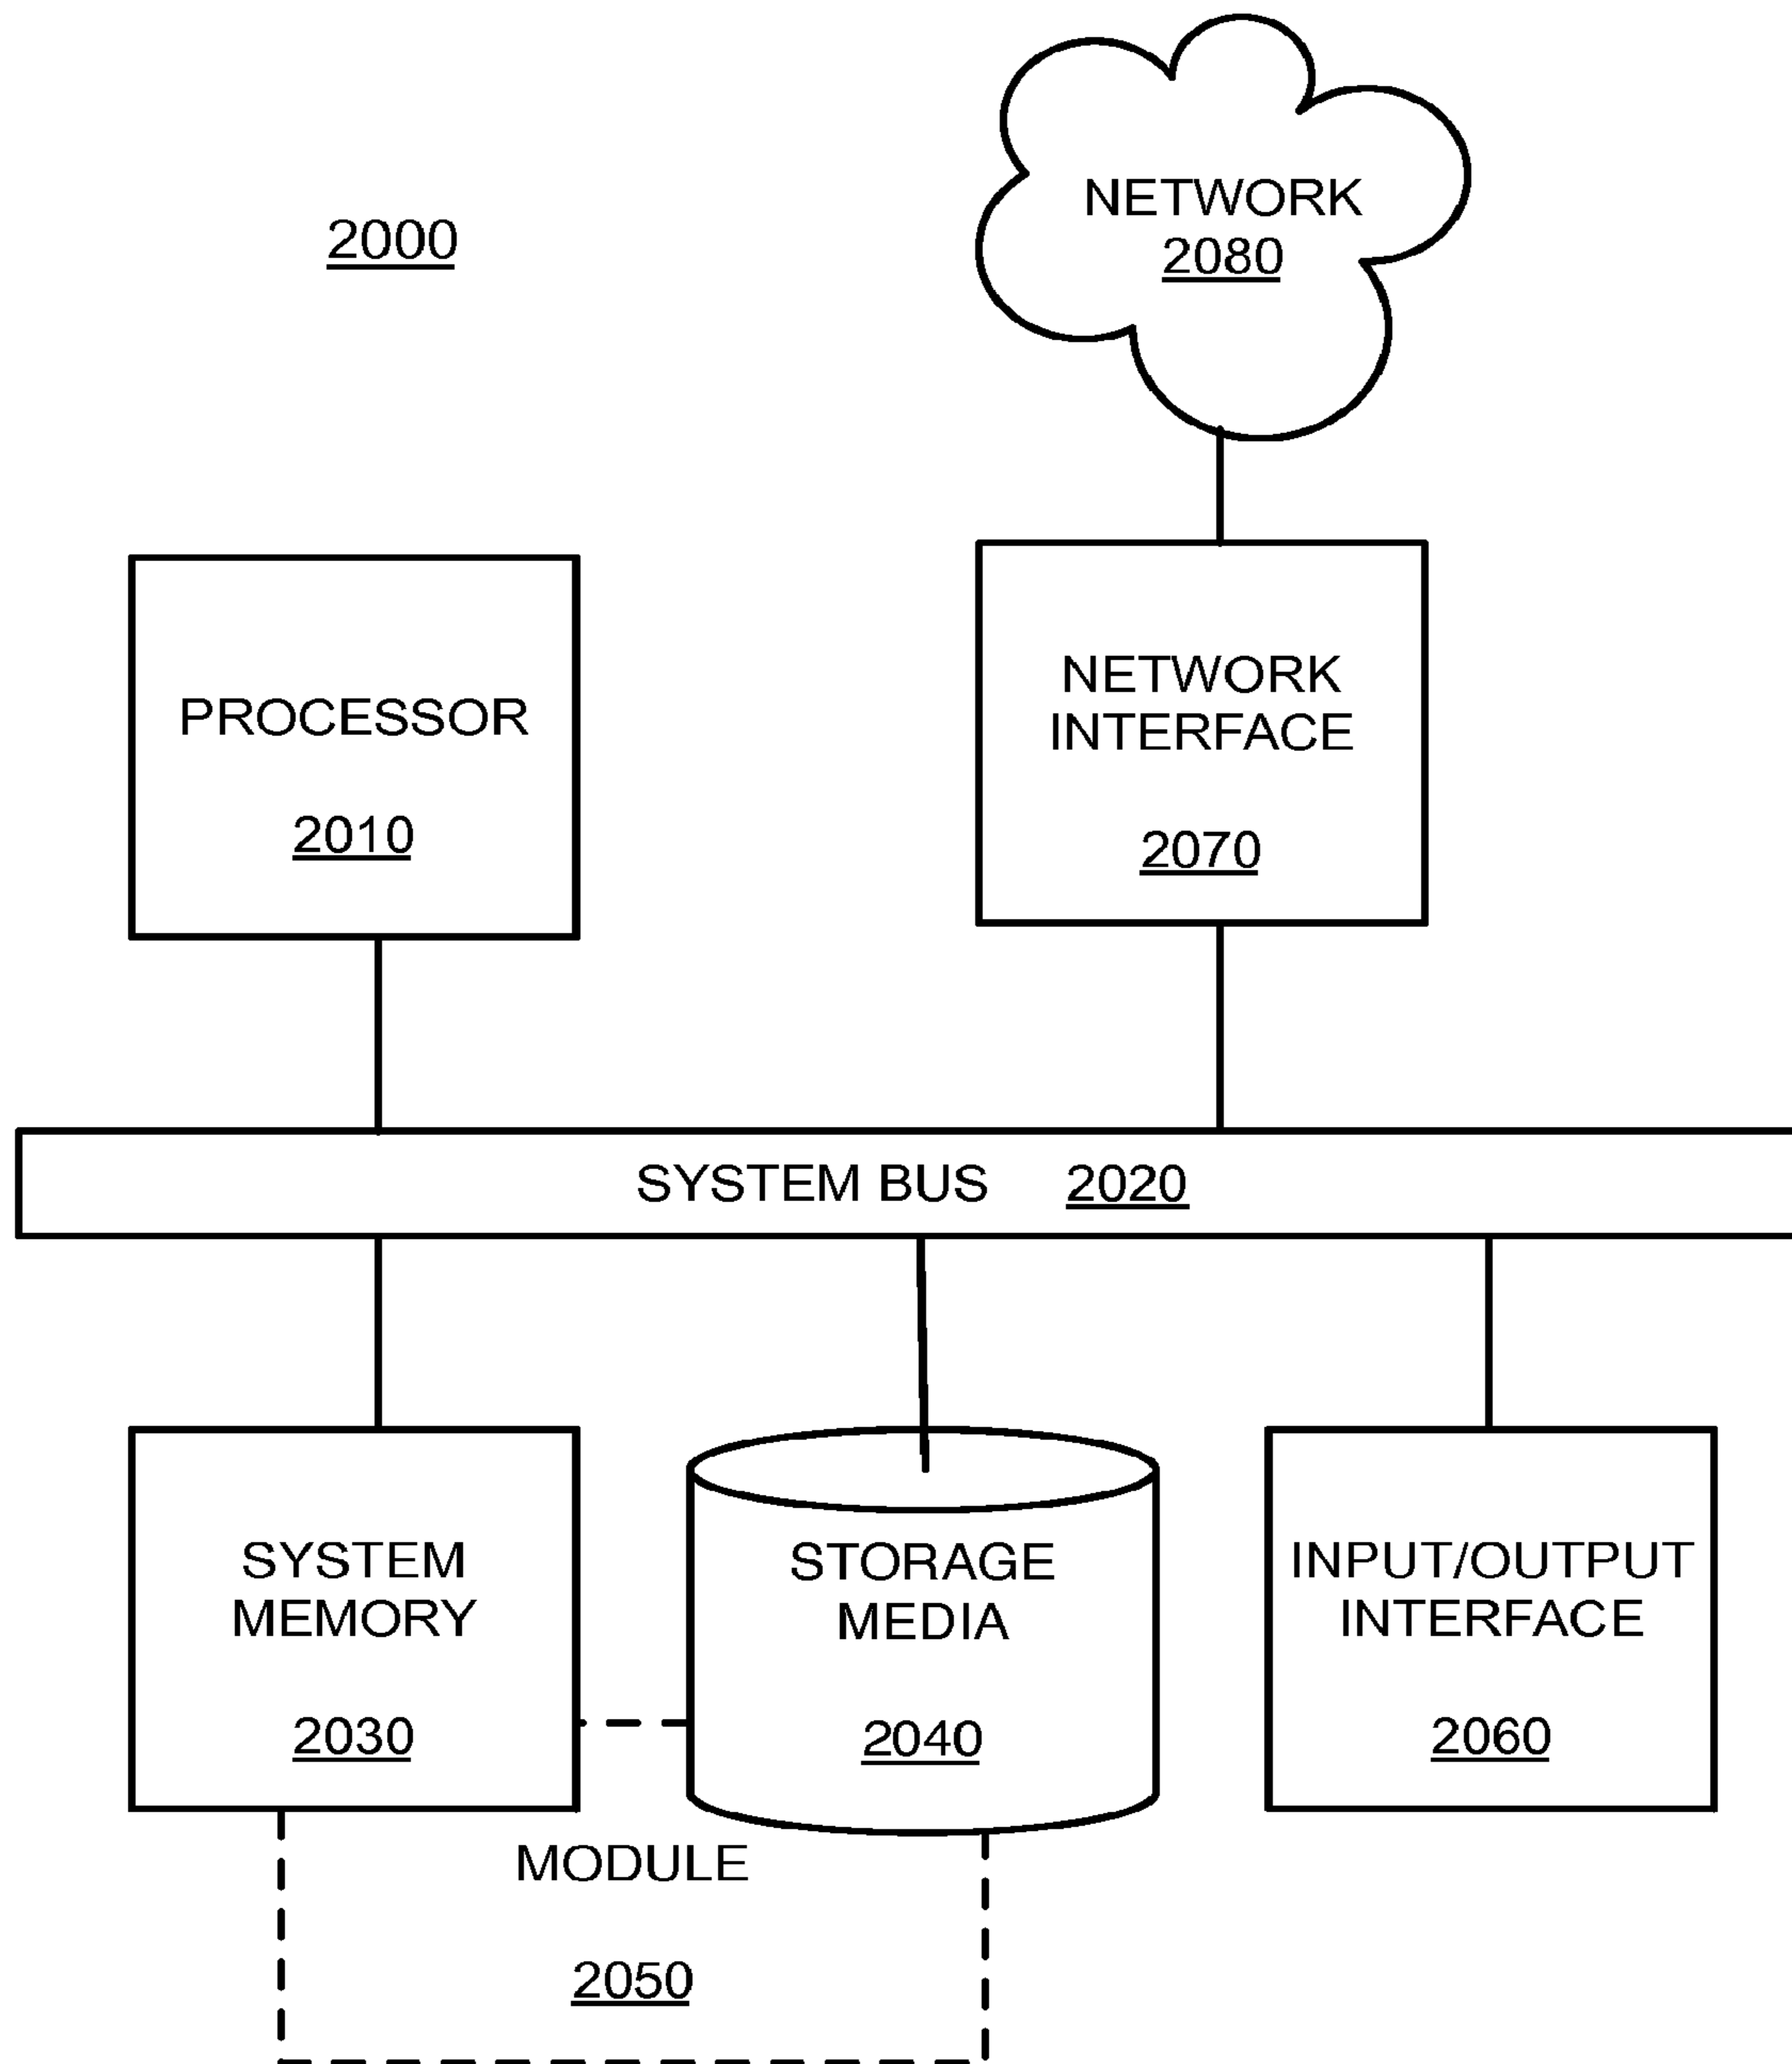 NETWORK
2080
2000
PROCESSOR
2010
NETWORK
INTERFACE
2070
SYSTEM BUS 2020
SYSTEM
MEMORY
2030
STORAGE
MEDIA
2040
INPUT/OUTPUT
INTERFACE
2060
MODULE
2050